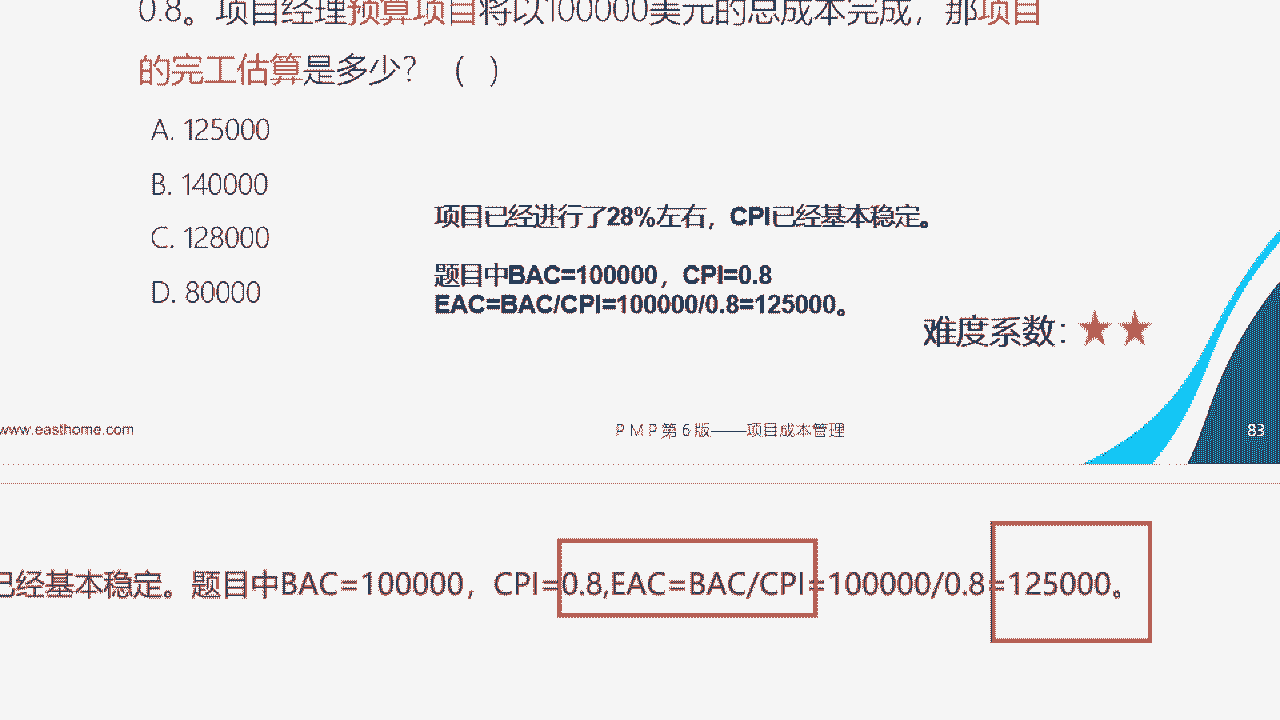 0.8。项目经理预算项目将以100000美元的总成本完成，那项目
的完工估算是多少？（ ）
A. 125000
B. 140000
C. 128000
D. 80000
项目已经进行了28%左右，CPI已经基本稳定。
题目中BAC=100000，CPI=0.8
EAC=BAC/CPI=100000/0.8=125000。
难度系数：★★
www.easthome.com
PMP第6版——项目成本管理
83
已经基本稳定。题目中BAC=100000，CPI=0.8,EAC=BAC/CPI=100000/0.8=125000。